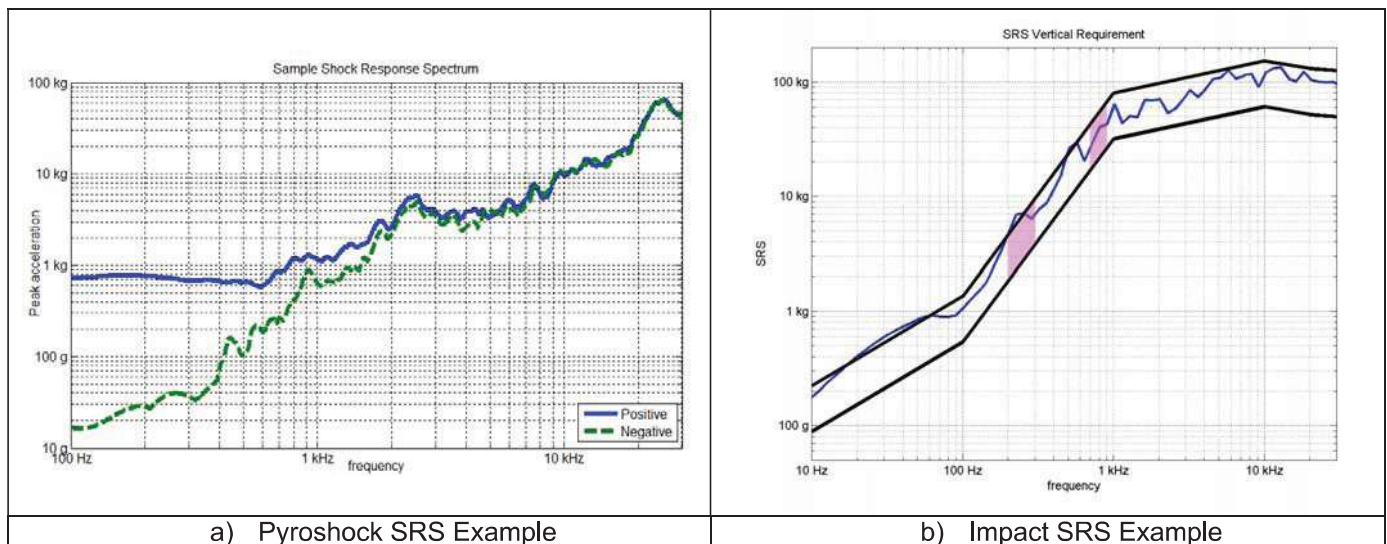 Sample Shock Response Spectrum
100 kg
10 kg
1 kg
100 g
10 g
Peak acceleration
100 Hz
1 kHz
10 kHz
frequency
Positive
Negative
SRS Vertical Requirement
100 kg
10 kg
1 kg
100 g
SRS
10 Hz
100 Hz
1 kHz
10 kHz
frequency
a) Pyroshock SRS Example
b) Impact SRS Example